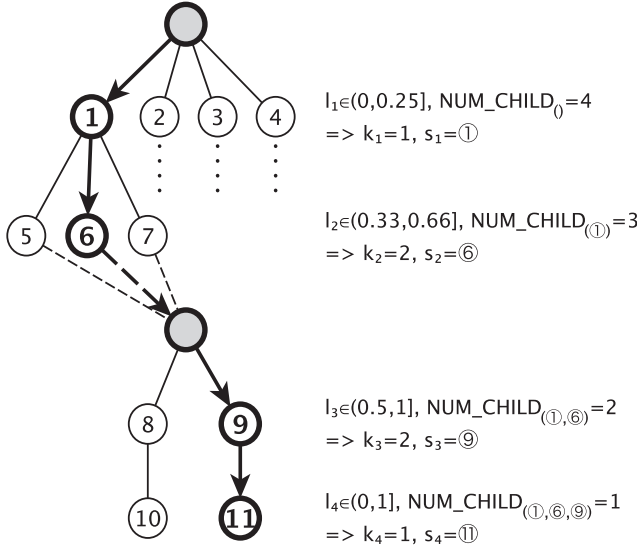 1 2 3 4
l₁∈(0,0.25], NUM_CHILD₍₎=4
=> k₁=1, s₁=①
5 6 7
l₂∈(0.33,0.66], NUM_CHILD₍①₎=3
=> k₂=2, s₂=⑥
8 9
l₃∈(0.5,1], NUM_CHILD₍①,⑥₎=2
=> k₃=2, s₃=⑨
10 11
l₄∈(0,1], NUM_CHILD₍①,⑥,⑨₎=1
=> k₄=1, s₄=⑪